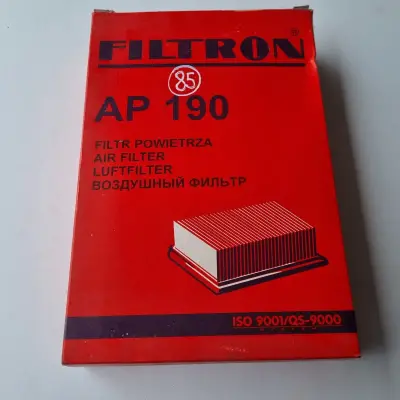 FILTRON®
85
AP 190
FILTR POWIETRZA
AIR FILTER
LUFTFILTER
ВОЗДУШНЫЙ ФИЛЬТР
ISO 9001/QS-9000